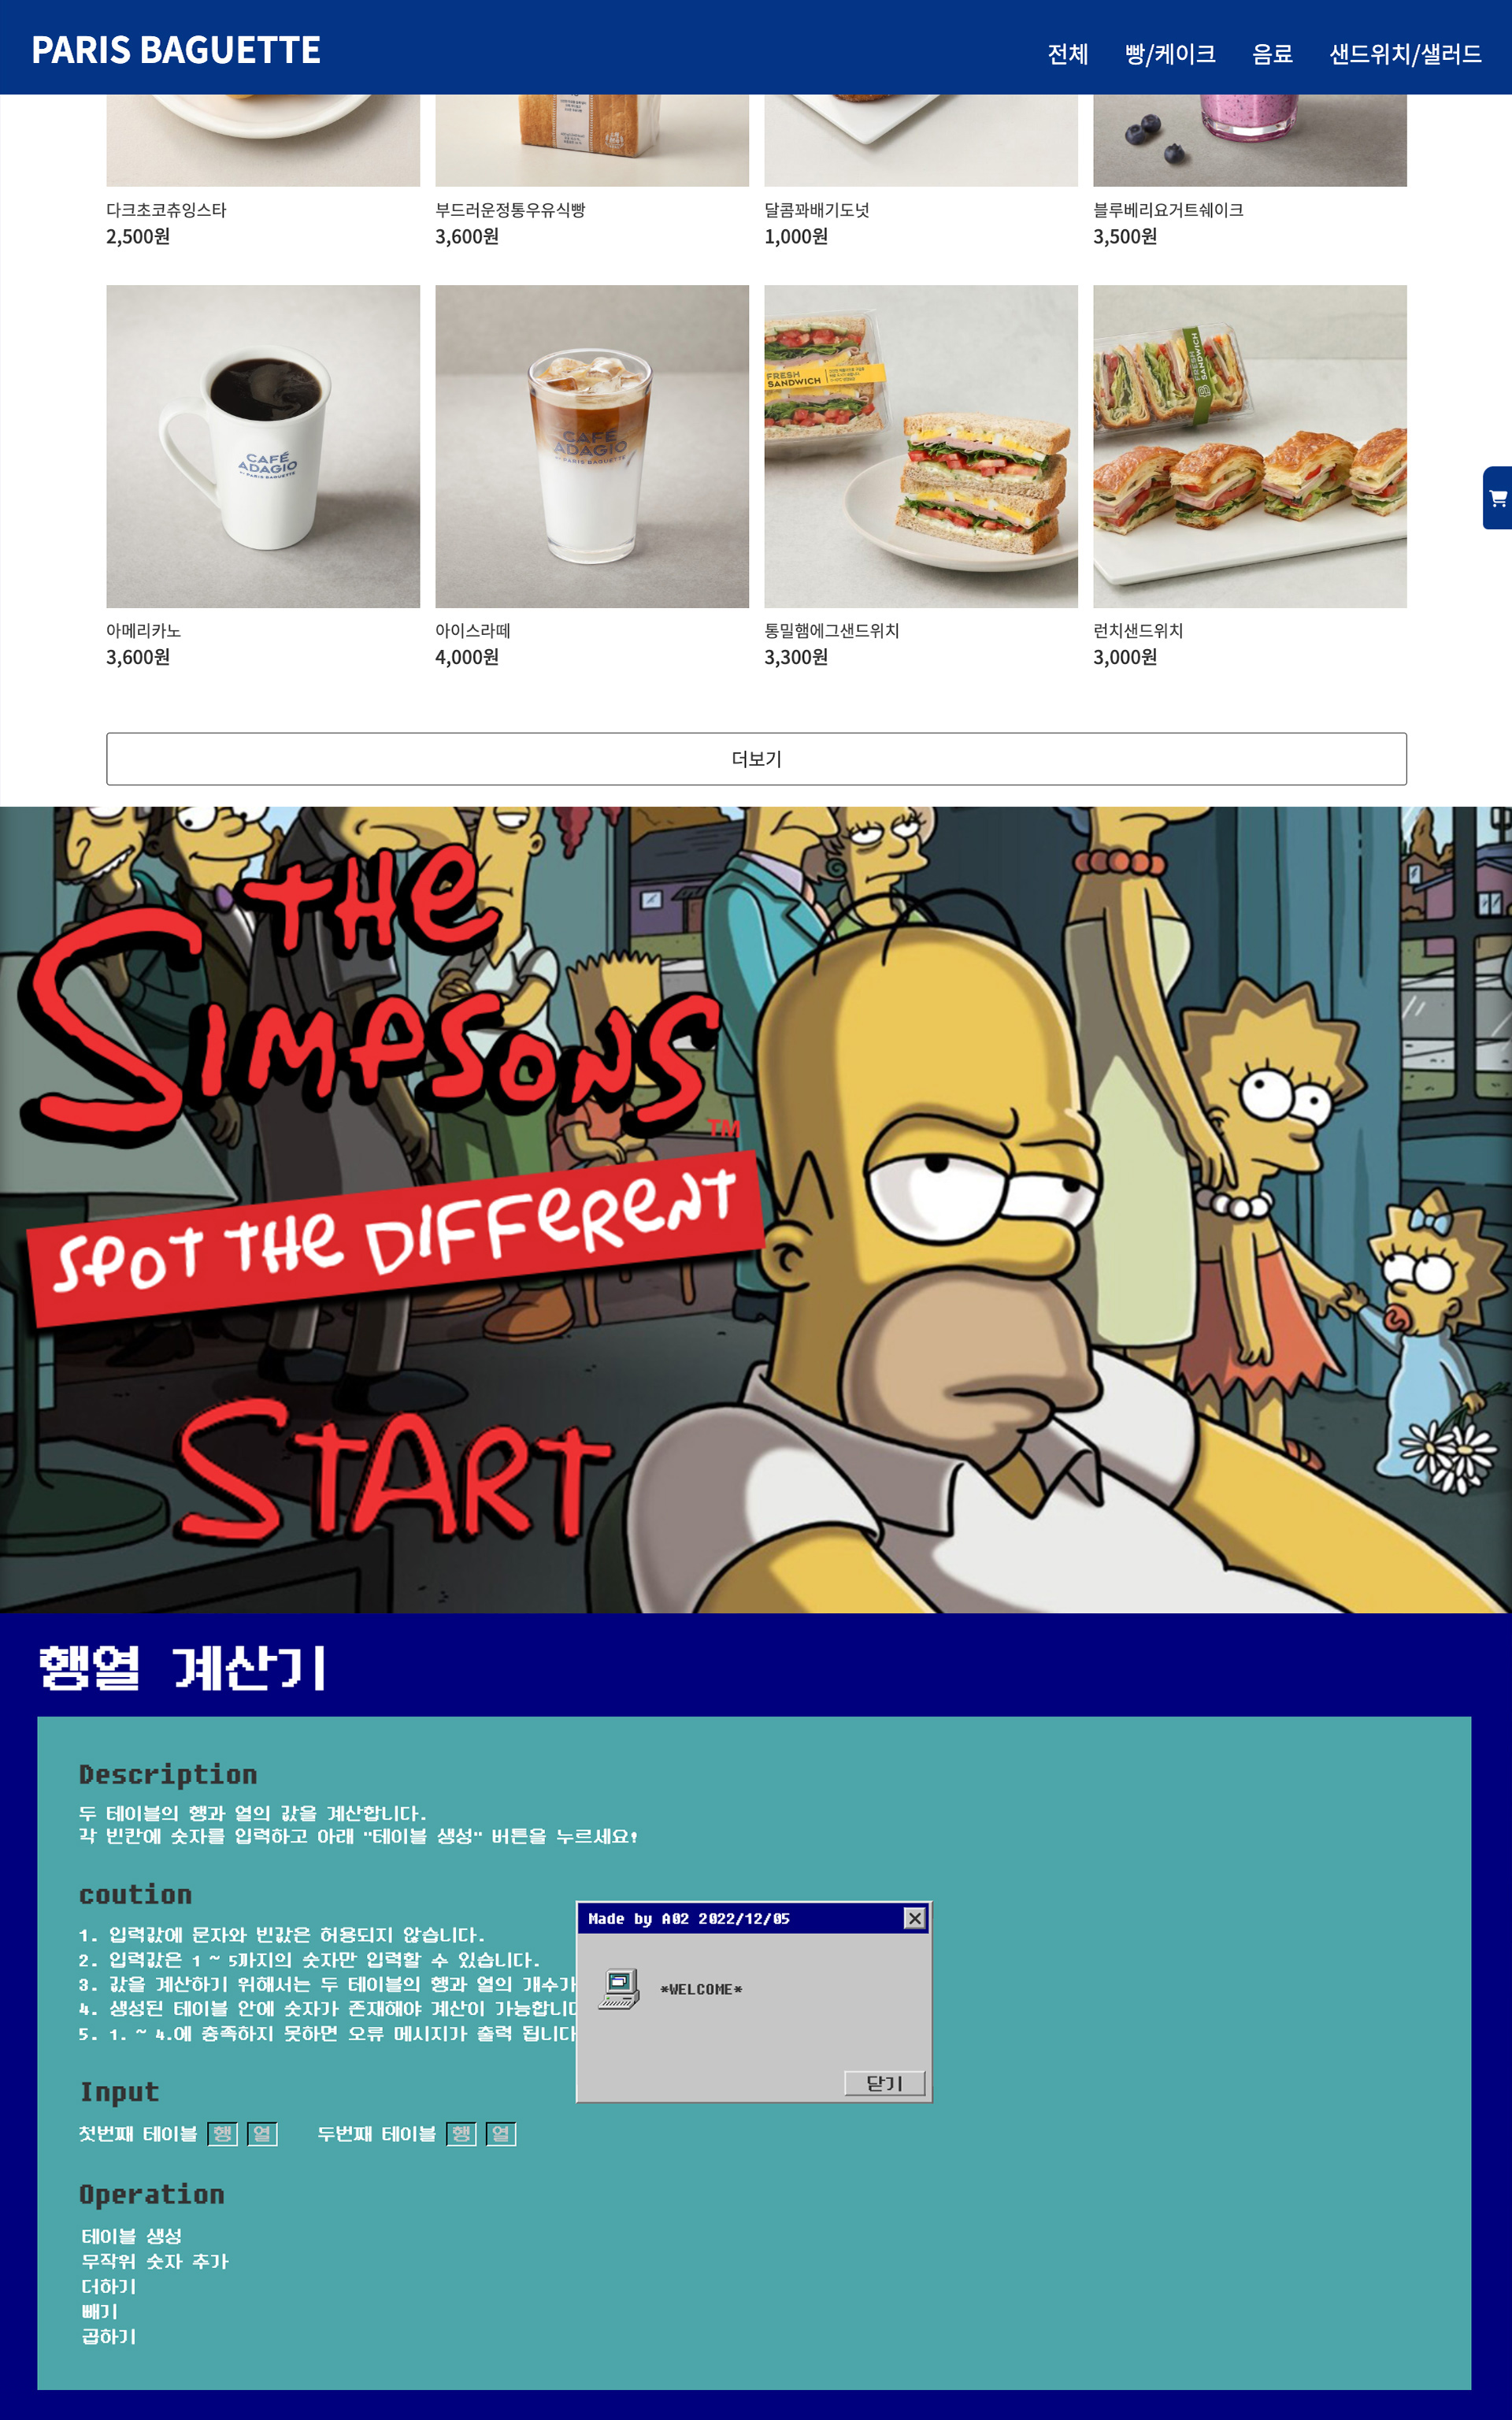 PARIS BAGUETTE
전체 빵/케이크 음료 샌드위치/샐러드
다크초코츄잉스타
2,500원
부드러운정통우유식빵
3,600원
달콤꽈배기도넛
1,000원
블루베리요거트쉐이크
3,500원
CAFÉ
ADAGIO
BY PARIS BAGUETTE
CAFÉ
ADAGIO
BY PARIS BAGUETTE
FRESH
SANDWICH
FRESH
SANDWICH
아메리카노
3,600원
아이스라떼
4,000원
통밀햄에그샌드위치
3,300원
런치샌드위치
3,000원
더보기
THE
SIMPSONS
TM
SPOT THE DIFFERENT
START
행열 계산기
Description
두 테이블의 행과 열의 값을 계산합니다.
각 빈칸에 숫자를 입력하고 아래 "테이블 생성" 버튼을 누르세요!
coution
1. 입력값에 문자와 빈값은 허용되지 않습니다.
2. 입력값은 1 ~ 5까지의 숫자만 입력할 수 있습니다.
3. 값을 계산하기 위해서는 두 테이블의 행과 열의 개수가
4. 생성된 테이블 안에 숫자가 존재해야 계산이 가능합니다
5. 1. ~ 4.에 충족하지 못하면 오류 메시지가 출력 됩니다
Made by A02 2022/12/05
*WELCOME*
닫기
Input
첫번째 테이블 행 열 두번째 테이블 행 열
Operation
테이블 생성
무작위 숫자 추가
더하기
빼기
곱하기